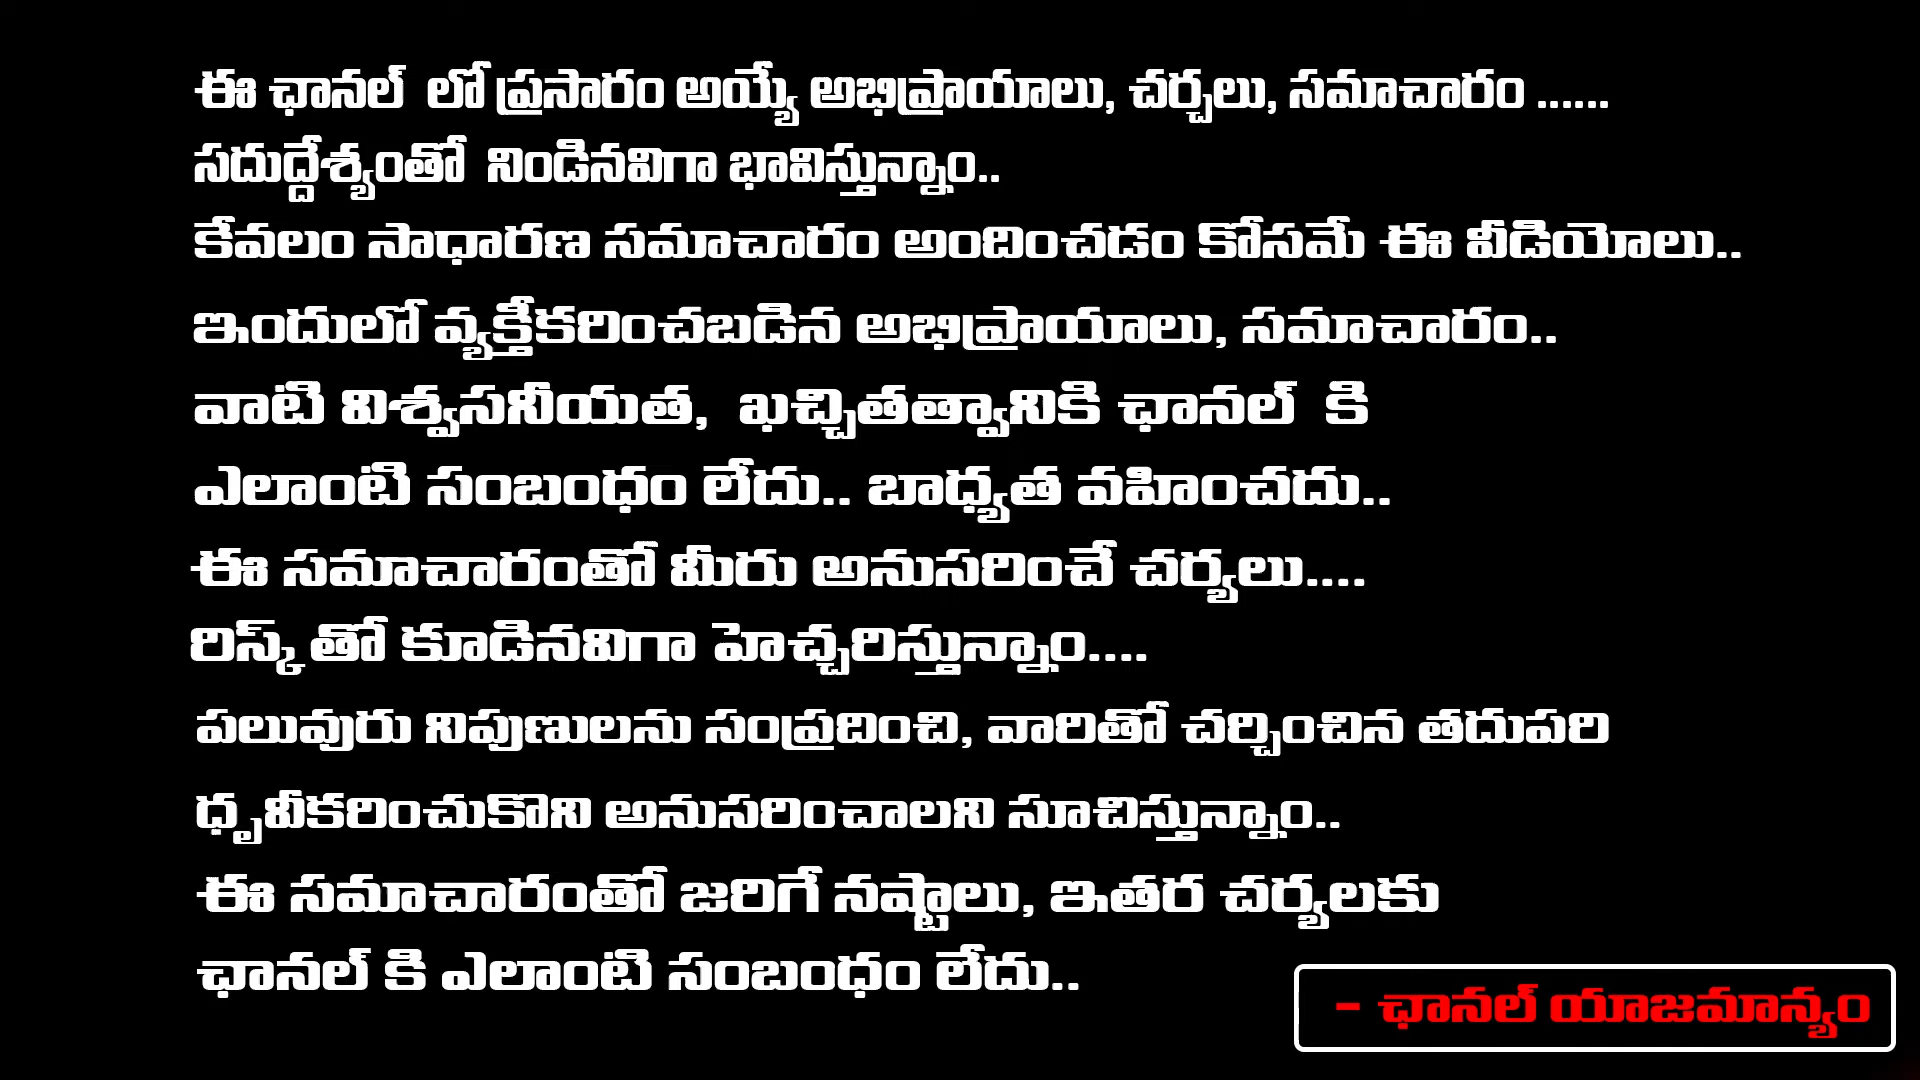 ఈ ఛానల్ లో ప్రసారం అయ్యే అభిప్రాయాలు, చర్చలు, సమాచారం ......
సదుద్దేశ్యంతో నిండినవిగా భావిస్తున్నాం..
కేవలం సాధారణ సమాచారం అందించడం కోసమే ఈ వీడియోలు..
ఇందులో వ్యక్తీకరించబడిన అభిప్రాయాలు, సమాచారం..
వాటి విశ్వసనీయత, ఖచ్చితత్వానికి ఛానల్ కి
ఎలాంటి సంబంధం లేదు.. బాధ్యత వహించదు..
ఈ సమాచారంతో మీరు అనుసరించే చర్యలు....
రిస్క్ తో కూడినవిగా హెచ్చరిస్తున్నాం....
పలువురు నిపుణులను సంప్రదించి, వారితో చర్చించిన తదుపరి
ధృవీకరించుకొని అనుసరించాలని సూచిస్తున్నాం..
ఈ సమాచారంతో జరిగే నష్టాలు, ఇతర చర్యలకు
ఛానల్ కి ఎలాంటి సంబంధం లేదు..
- ఛానల్ యాజమాన్యం